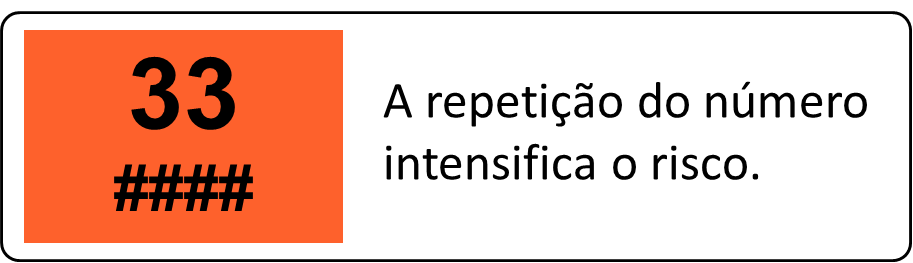 33
####
A repetição do número
intensifica o risco.